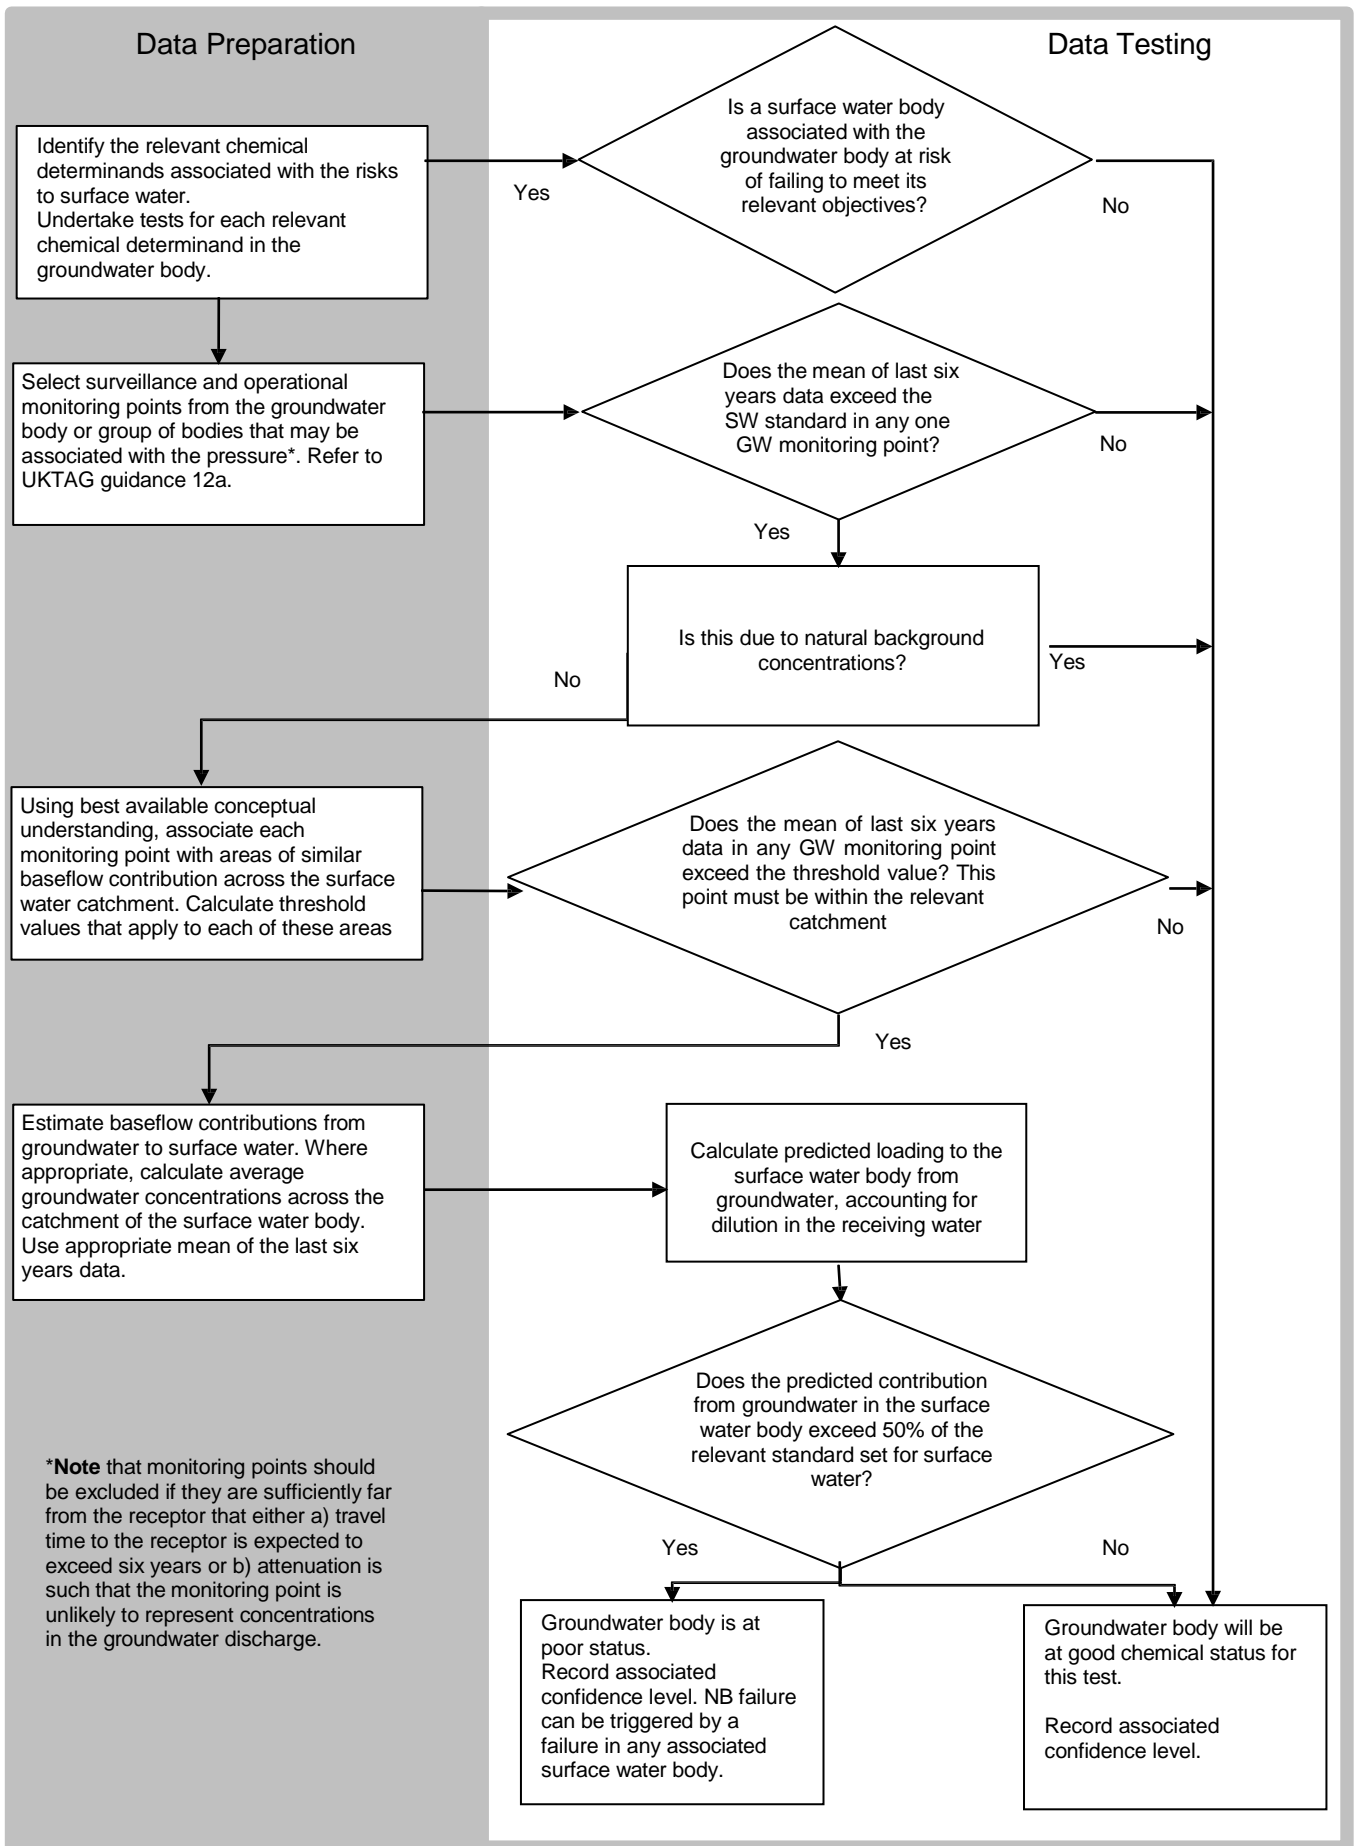 Data Preparation
Data Testing
Identify the relevant chemical
determinands associated with the risks
to surface water.
Undertake tests for each relevant
chemical determinand in the
groundwater body.
Yes
Is a surface water body
associated with the
groundwater body at risk
of failing to meet its
relevant objectives?
No
Select surveillance and operational
monitoring points from the groundwater
body or group of bodies that may be
associated with the pressure*. Refer to
UKTAG guidance 12a.
Does the mean of last six
years data exceed the
SW standard in any one
GW monitoring point?
No
Yes
Is this due to natural background
concentrations?
Yes
No
Using best available conceptual
understanding, associate each
monitoring point with areas of similar
baseflow contribution across the surface
water catchment. Calculate threshold
values that apply to each of these areas
Does the mean of last six years
data in any GW monitoring point
exceed the threshold value? This
point must be within the relevant
catchment
No
Yes
Estimate baseflow contributions from
groundwater to surface water. Where
appropriate, calculate average
groundwater concentrations across the
catchment of the surface water body.
Use appropriate mean of the last six
years data.
Calculate predicted loading to the
surface water body from
groundwater, accounting for
dilution in the receiving water
Does the predicted contribution
from groundwater in the surface
water body exceed 50% of the
relevant standard set for surface
water?
*Note that monitoring points should
be excluded if they are sufficiently far
from the receptor that either a) travel
time to the receptor is expected to
exceed six years or b) attenuation is
such that the monitoring point is
unlikely to represent concentrations
in the groundwater discharge.
Yes
No
Groundwater body is at
poor status.
Record associated
confidence level. NB failure
can be triggered by a
failure in any associated
surface water body.
Groundwater body will be
at good chemical status for
this test.
Record associated
confidence level.